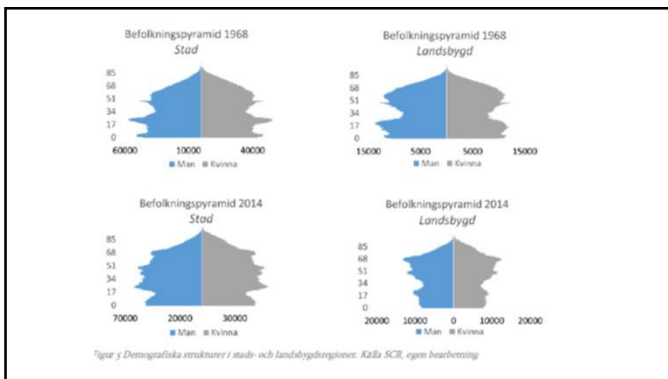 Befolkningspyramid 1968
Stad
85
68
51
34
17
0
60000 10000 40000
Man Kvinna
Befolkningspyramid 1968
Landsbygd
85
68
51
34
17
0
15000 5000 5000 15000
Man Kvinna
Befolkningspyramid 2014
Stad
85
68
51
34
17
0
70000 20000 30000
Man Kvinna
Befolkningspyramid 2014
Landsbygd
85
68
51
34
17
0
20000 10000 0 10000 20000
Man Kvinna
Figur 5 Demografiska strukturer i stads- och landsbygdsregioner. Källa SCB, egen bearbetning